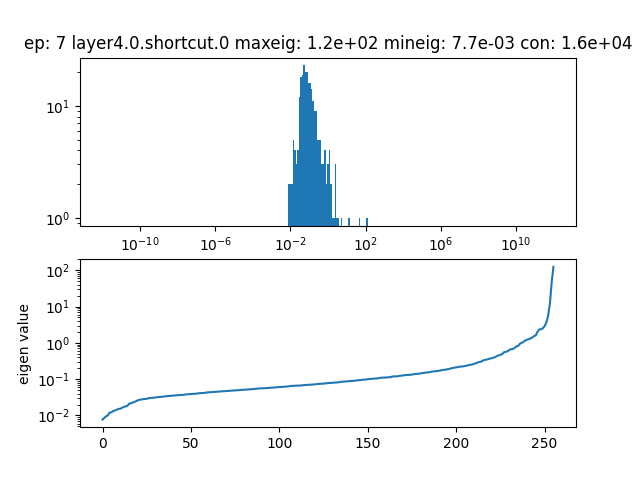 ep: 7 layer4.0.shortcut.0 maxeig: 1.2e+02 mineig: 7.7e-03 con: 1.6e+04
10¹
10⁰
10⁻¹⁰ 10⁻⁶ 10⁻² 10² 10⁶ 10¹⁰
eigen value
10²
10¹
10⁰
10⁻¹
10⁻²
0 50 100 150 200 250